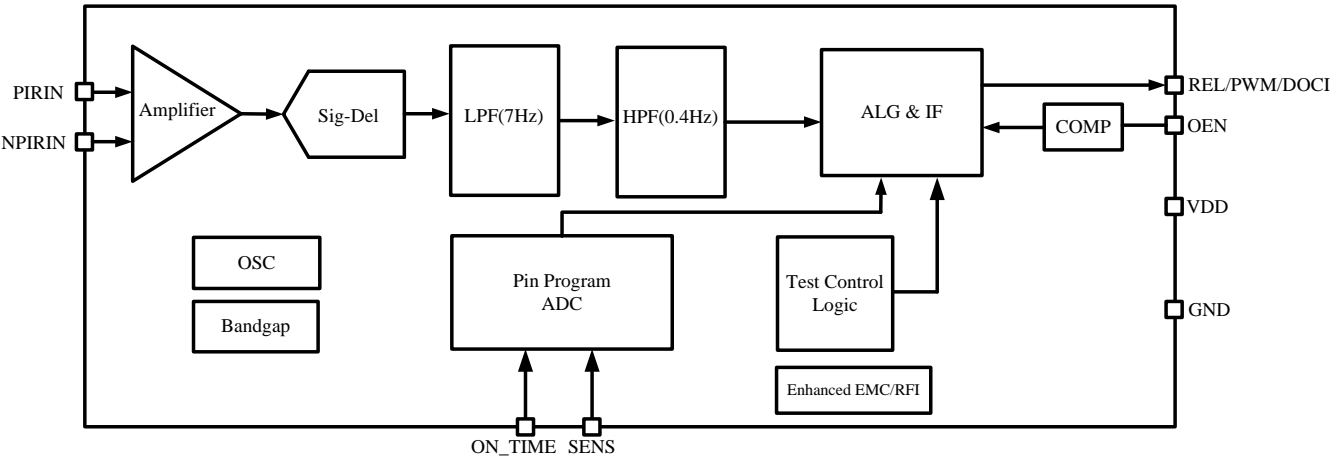 PIRIN
NPIRIN
Amplifier
Sig-Del
LPF(7Hz)
HPF(0.4Hz)
ALG & IF
REL/PWM/DOCI
COMP
OEN
VDD
GND
OSC
Bandgap
Pin Program
ADC
Test Control
Logic
Enhanced EMC/RFI
ON_TIME
SENS